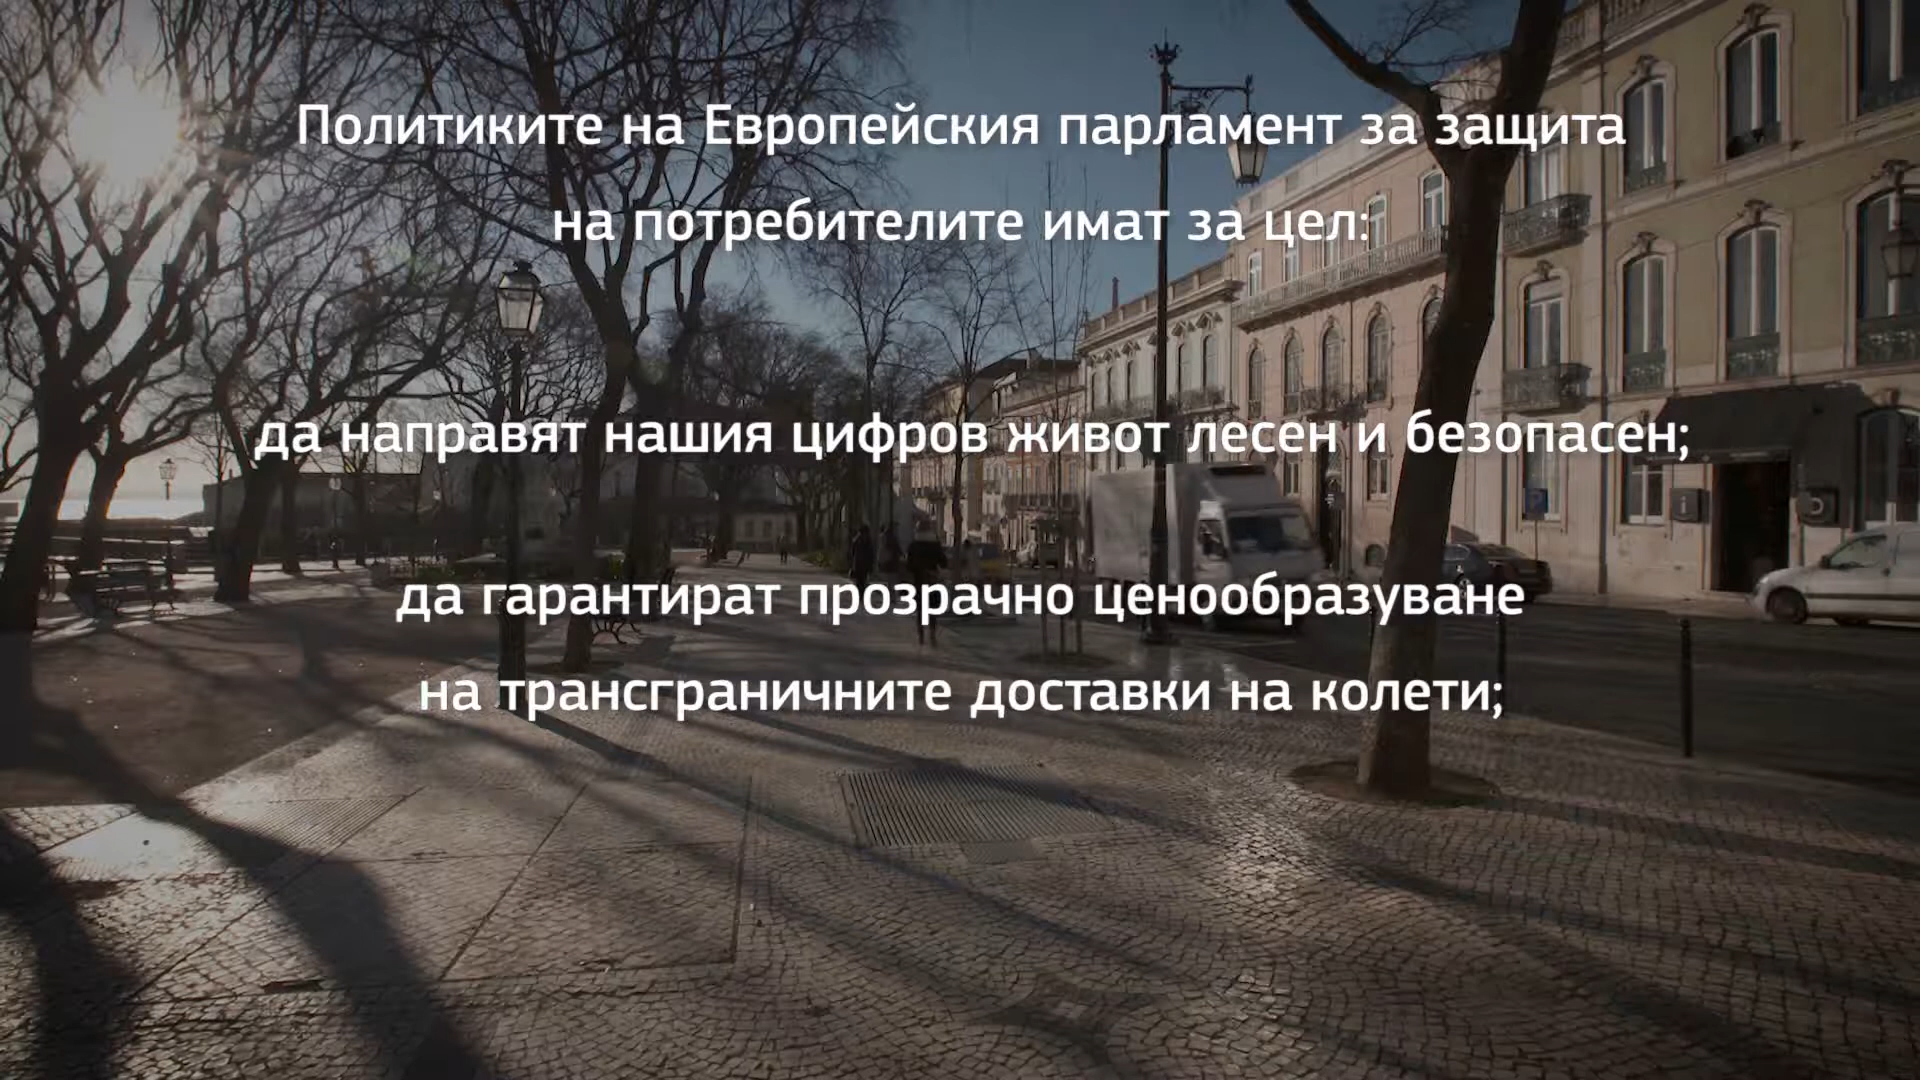 Политиките на Европейския парламент за защита
на потребителите имат за цел:
да направят нашия цифров живот лесен и безопасен;
да гарантират прозрачно ценообразуване
на трансграничните доставки на колети;